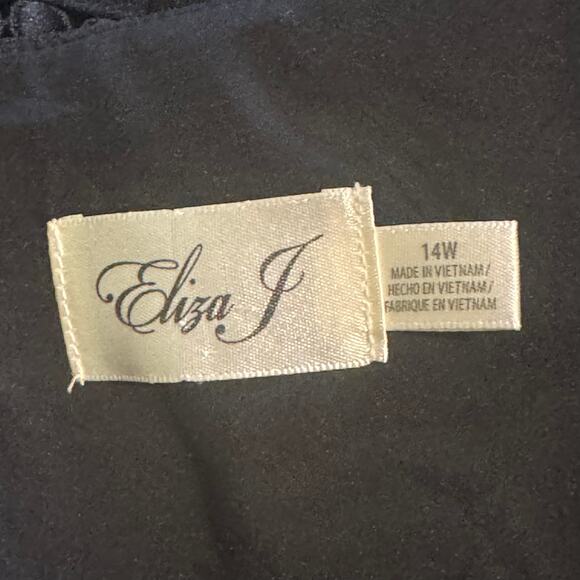 Eliza J
14W
MADE IN VIETNAM/
HECHO EN VIETNAM/
FABRIQUE EN VIETNAM